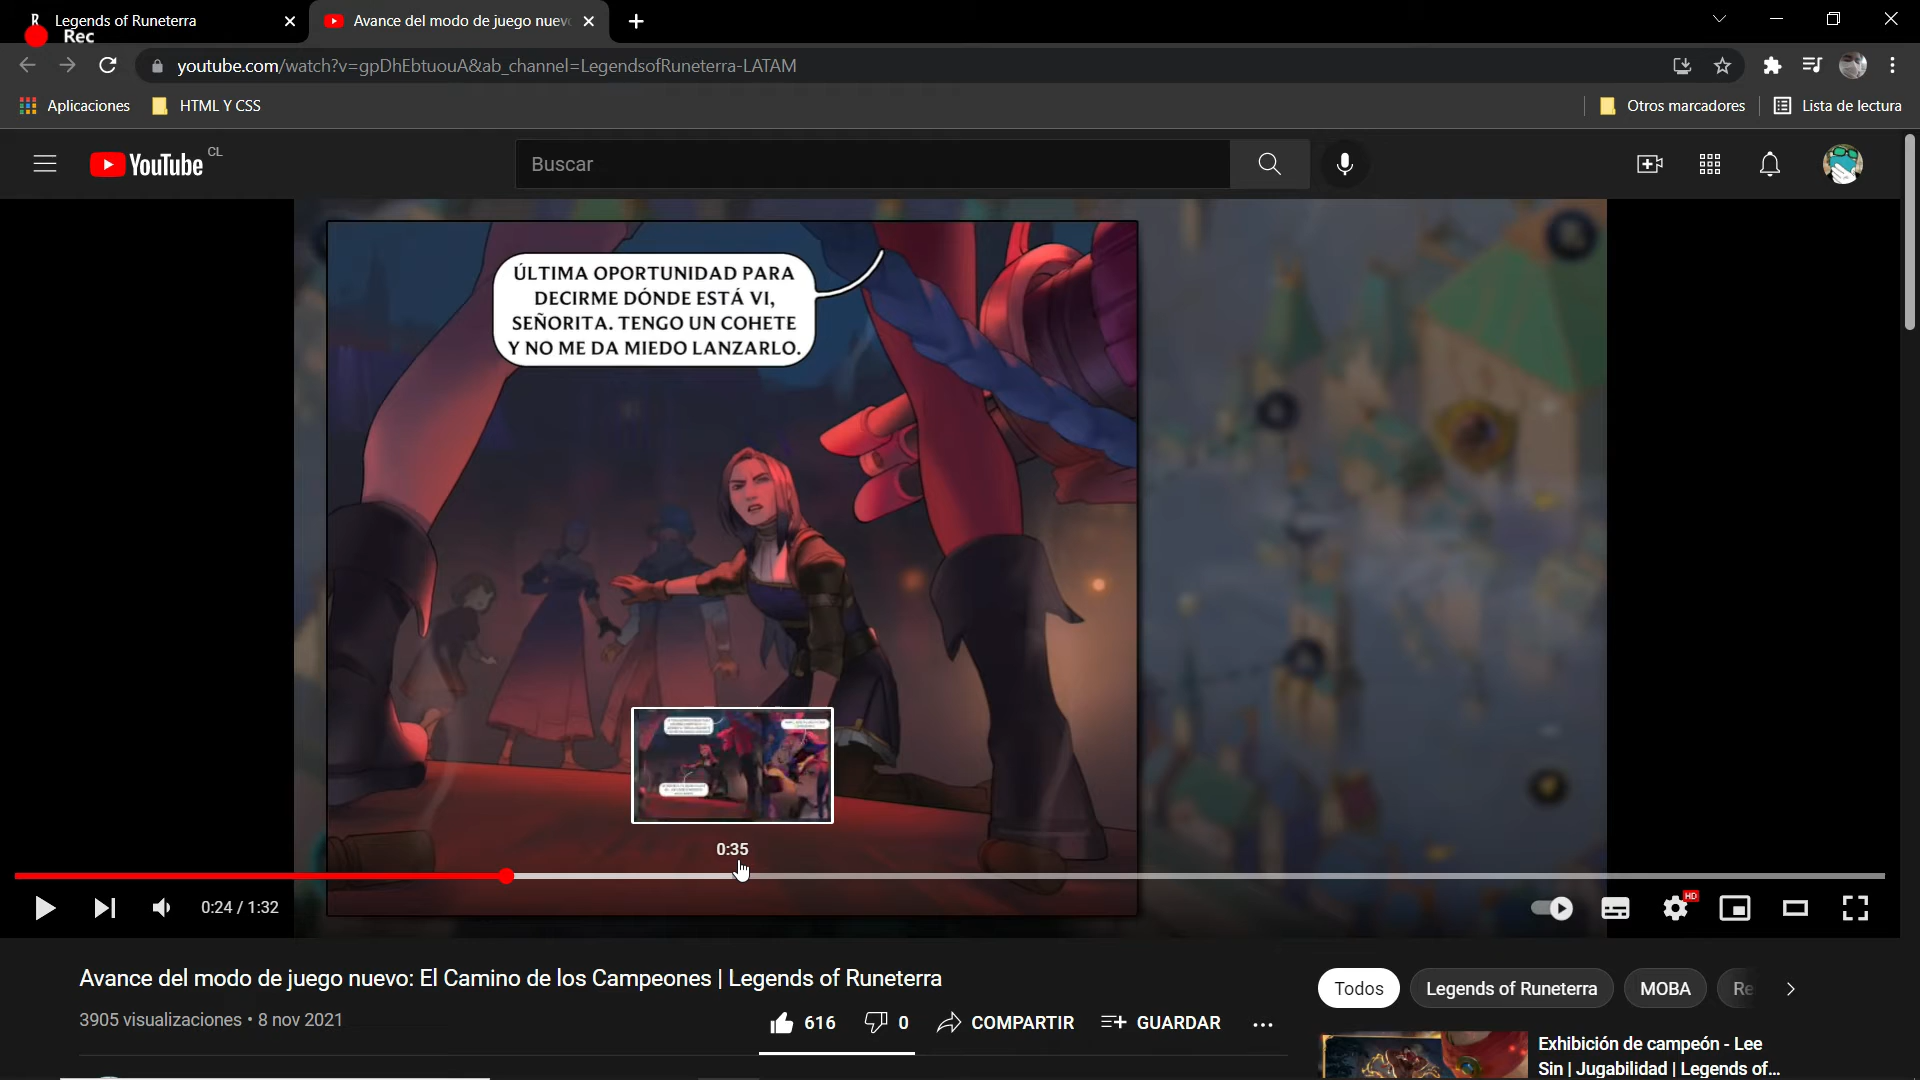 Legends of Runeterra
Avance del modo de juego nuev
Rec
youtube.com/watch?v=gpDhEbtuouA&ab_channel=LegendsofRuneterra-LATAM
Aplicaciones
HTML Y CSS
Otros marcadores
Lista de lectura
YouTube CL
Buscar
ÚLTIMA OPORTUNIDAD PARA
DECIRME DÓNDE ESTÁ VI,
SEÑORITA. TENGO UN COHETE
Y NO ME DA MIEDO LANZARLO.
0:35
0:24 / 1:32
HD
Avance del modo de juego nuevo: El Camino de los Campeones | Legends of Runeterra
3905 visualizaciones • 8 nov 2021
616
0
COMPARTIR
GUARDAR
Todos
Legends of Runeterra
MOBA
Re
Exhibición de campeón - Lee
Sin | Jugabilidad | Legends of...